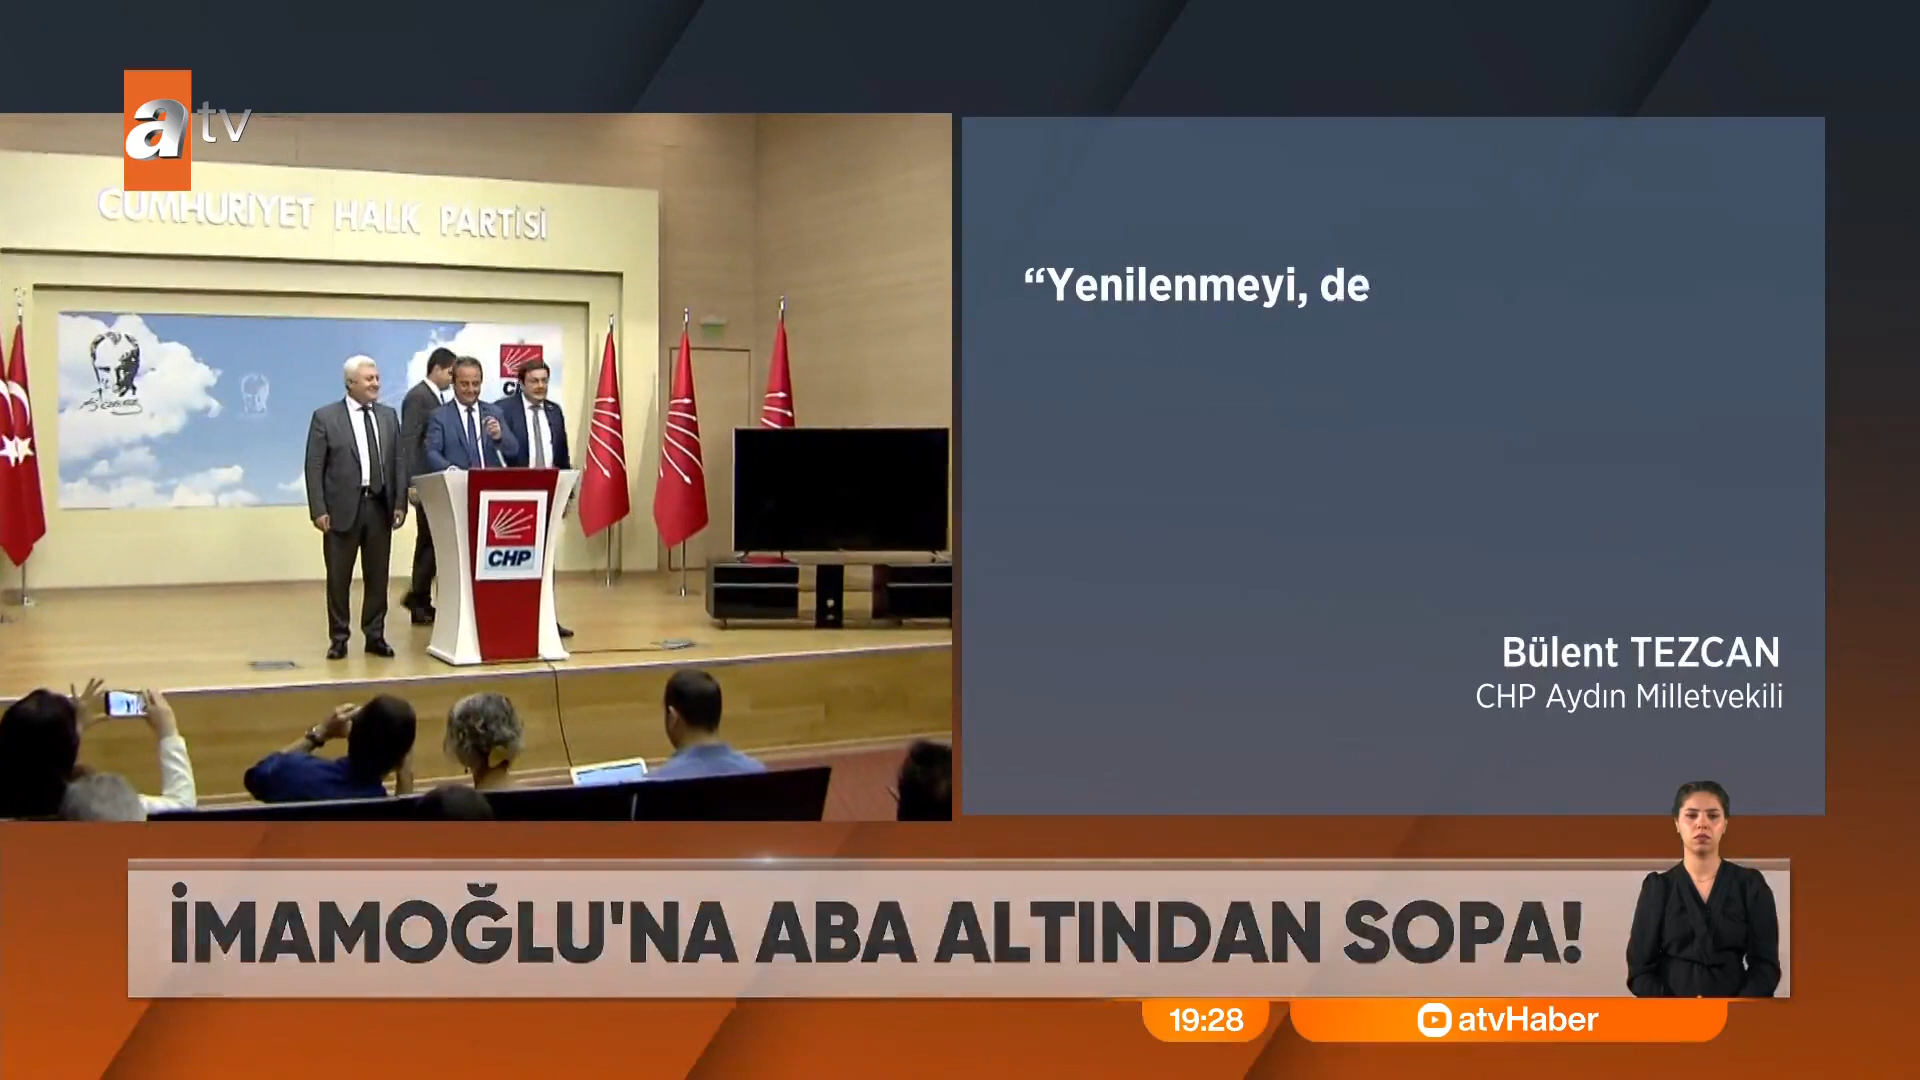 atv
CUMHURİYET HALK PARTİSİ
CHP
“Yenilenmeyi, de
Bülent TEZCAN
CHP Aydın Milletvekili
İMAMOĞLU'NA ABA ALTINDAN SOPA!
19:28
atvHaber